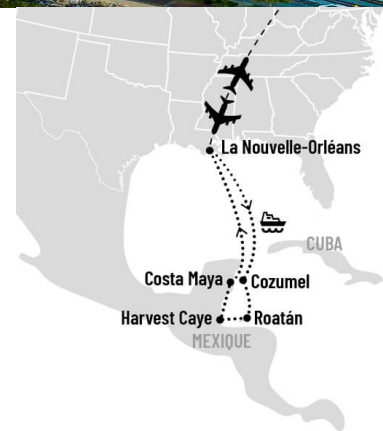 La Nouvelle-Orléans
CUBA
Costa Maya
Cozumel
Harvest Caye
Roatán
MEXIQUE